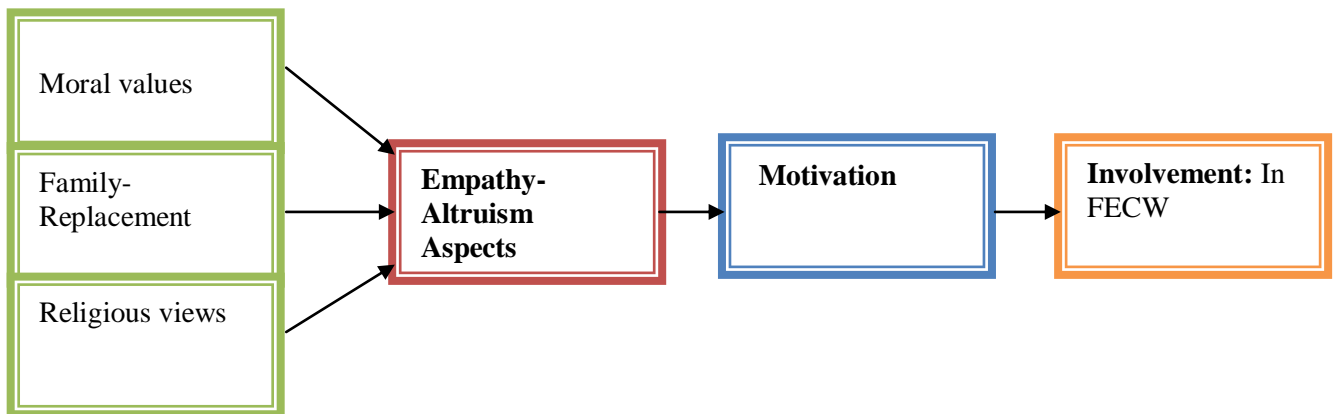 Moral values
Family-
Replacement
Religious views
Empathy-
Altruism
Aspects
Motivation
Involvement: In
FECW